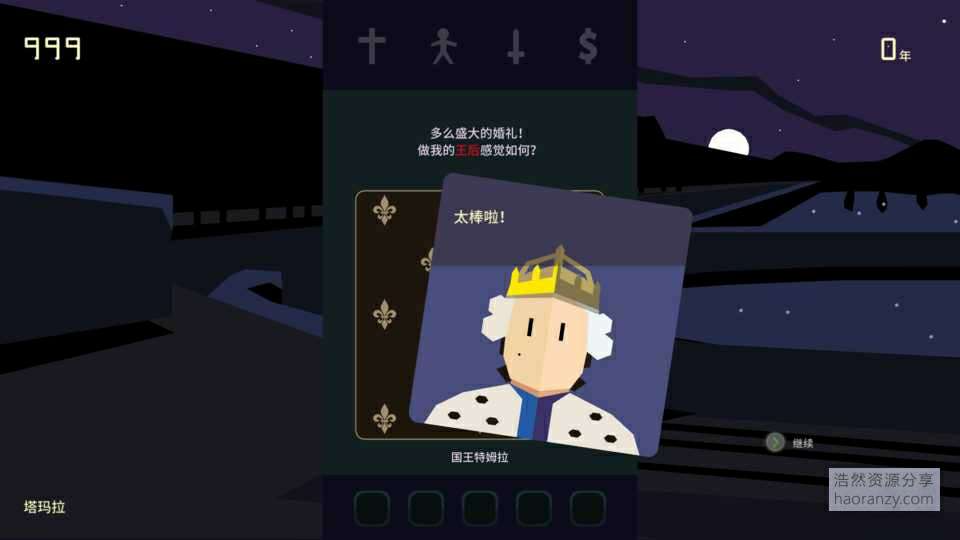 999
0年
多么盛大的婚礼!
做我的王后感觉如何?
太棒啦!
国王特姆拉
继续
塔玛拉
浩然资源分享
haoranzy.com